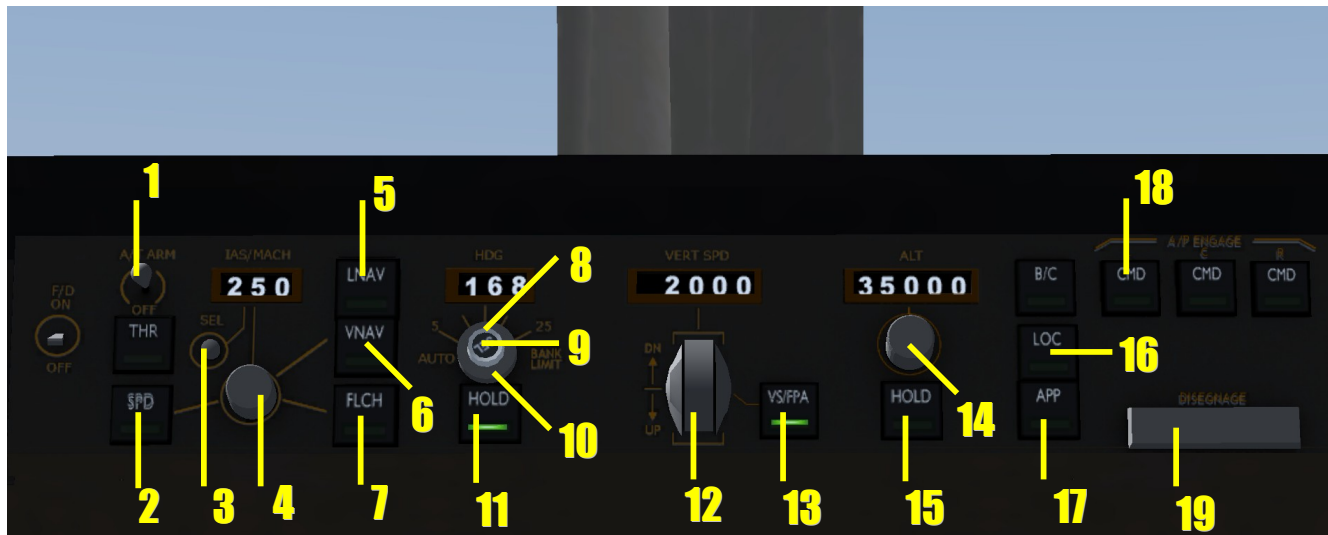 1
5
18
A/T ARM
IAS/MACH
HDG
8
VERT SPD
ALT
A/P ENGAGE
C
R
F/D
ON
250
LNAV
168
2000
35000
B/C
CMD
CMD
CMD
OFF
SEL
THR
VNAV
5
25
9
AUTO
BANK
LIMIT
DN
LOC
16
OFF
SPD
FLCH
6
HOLD
10
VS/FPA
UP
HOLD
14
APP
DISEGNAGE
2
3
4
7
11
12
13
15
17
19